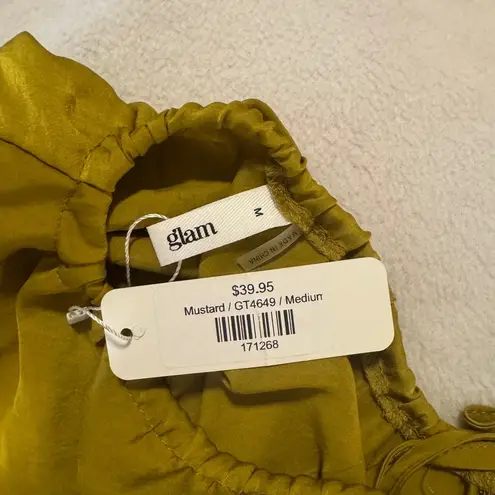 glam
M
MADE IN CHINA
$39.95
Mustard / GT4649 / Medium
171268